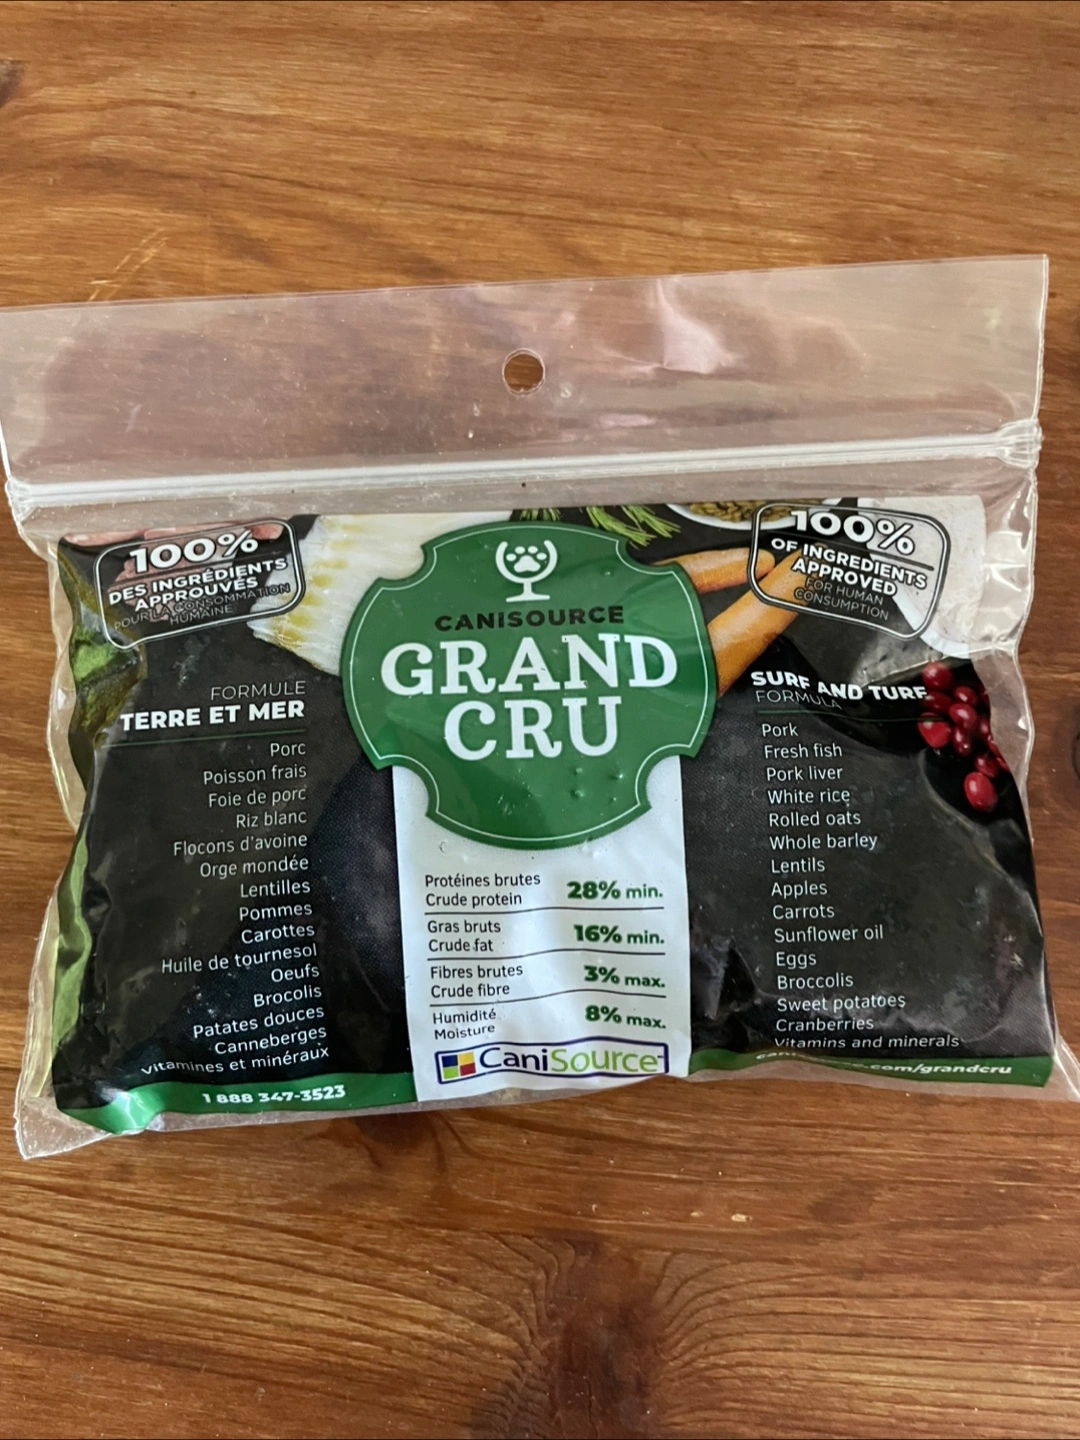 100%
DES INGRÉDIENTS
APPROUVÉS
POUR LA CONSOMMATION
HUMAINE
FORMULE
TERRE ET MER
Porc
Poisson frais
Foie de porc
Riz blanc
Flocons d'avoine
Orge mondée
Lentilles
Pommes
Carottes
Huile de tournesol
Oeufs
Brocolis
Patates douces
Canneberges
Vitamines et minéraux
1 888 347-3523
CANISOURCE
GRAND
CRU
Protéines brutes
Crude protein
28% min.
Gras bruts
Crude fat
16% min.
Fibres brutes
Crude fibre
3% max.
Humidité
Moisture
8% max.
CaniSource
100%
OF INGREDIENTS
APPROVED
FOR HUMAN
CONSUMPTION
SURF AND TURF
FORMULA
Pork
Fresh fish
Pork liver
White rice
Rolled oats
Whole barley
Lentils
Apples
Carrots
Sunflower oil
Eggs
Broccolis
Sweet potatoes
Cranberries
Vitamins and minerals
.com/grandcru